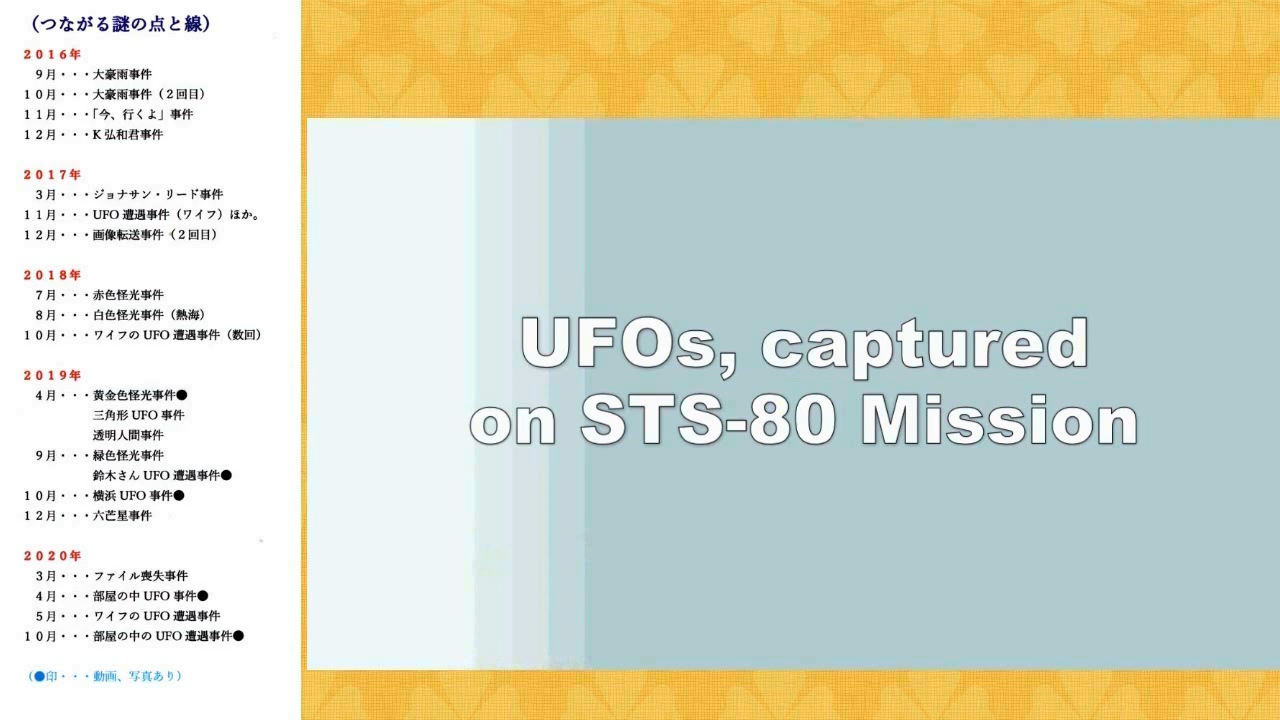 （つながる謎の点と線）
２０１６年
９月・・・大豪雨事件
１０月・・・大豪雨事件（２回目）
１１月・・・「今、行くよ」事件
１２月・・・K 弘和君事件
２０１７年
３月・・・ジョナサン・リード事件
１１月・・・UFO 遭遇事件（ワイフ）ほか。
１２月・・・画像転送事件（２回目）
２０１８年
７月・・・赤色怪光事件
８月・・・白色怪光事件（熱海）
１０月・・・ワイフの UFO 遭遇事件（数回）
２０１９年
４月・・・黄金色怪光事件●
三角形 UFO 事件
透明人間事件
９月・・・緑色怪光事件
鈴木さん UFO 遭遇事件●
１０月・・・横浜 UFO 事件●
１２月・・・六芒星事件
２０２０年
３月・・・ファイル喪失事件
４月・・・部屋の中 UFO 事件●
５月・・・ワイフの UFO 遭遇事件
１０月・・・部屋の中の UFO 遭遇事件●
（●印・・・動画、写真あり）
UFOs, captured
on STS-80 Mission